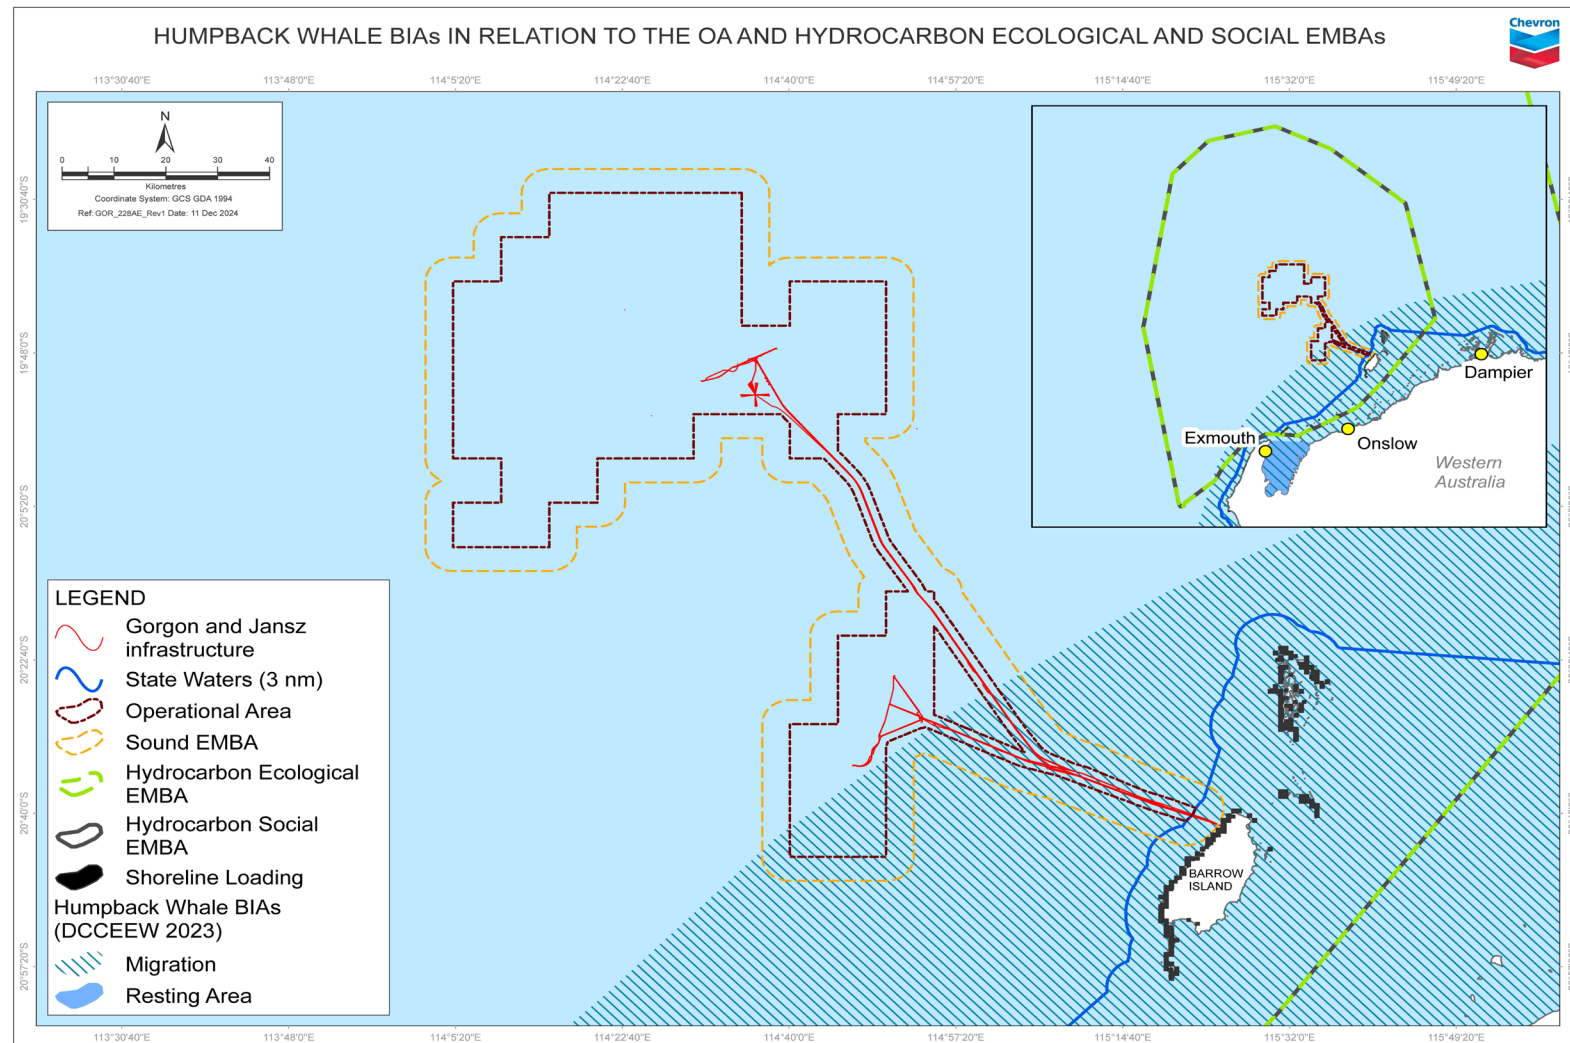 HUMPBACK WHALE BIAs IN RELATION TO THE OA AND HYDROCARBON ECOLOGICAL AND SOCIAL EMBAs
Chevron
113°30'40"E 113°48'0"E 114°5'20"E 114°22'40"E 114°40'0"E 114°57'20"E 115°14'40"E 115°32'0"E 115°49'20"E
N
0 10 20 30 40
Kilometres
Coordinate System: GCS GDA 1994
Ref: GOR_228AE_Rev1 Date: 11 Dec 2024
19°30'40"S
19°48'0"S
20°5'20"S
20°22'40"S
20°40'0"S
20°57'20"S
Dampier
Exmouth
Onslow
Western
Australia
BARROW
ISLAND
LEGEND
Gorgon and Jansz
infrastructure
State Waters (3 nm)
Operational Area
Sound EMBA
Hydrocarbon Ecological
EMBA
Hydrocarbon Social
EMBA
Shoreline Loading
Humpback Whale BIAs
(DCCEEW 2023)
Migration
Resting Area
113°30'40"E 113°48'0"E 114°5'20"E 114°22'40"E 114°40'0"E 114°57'20"E 115°14'40"E 115°32'0"E 115°49'20"E